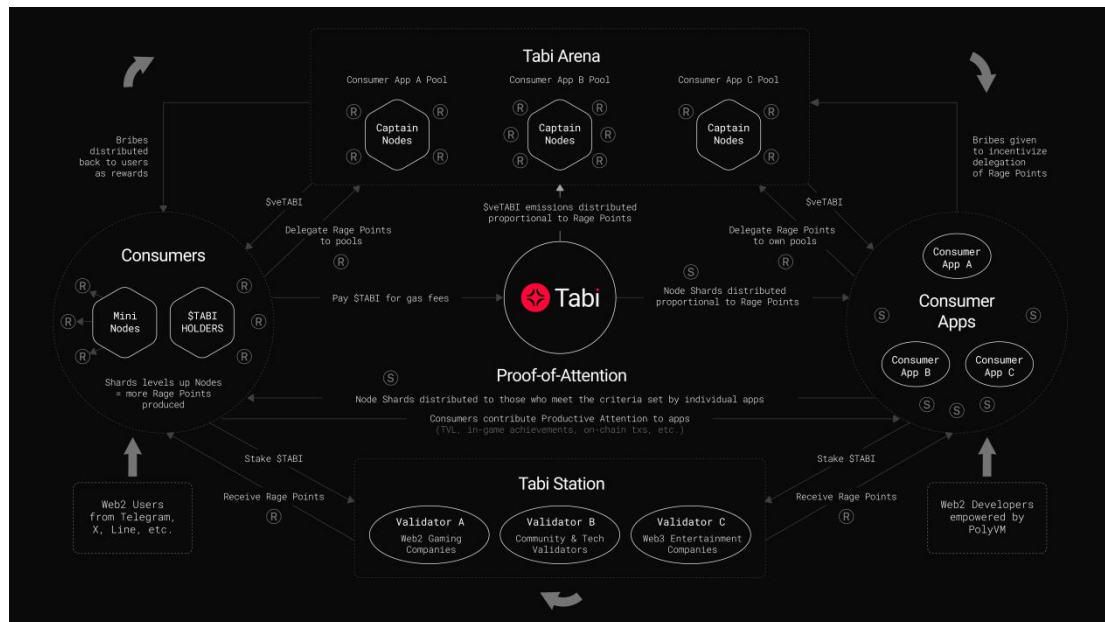 Tabi Arena
Consumer App A Pool
Consumer App B Pool
Consumer App C Pool
R R R R R R R R
R R R R R R
Captain
Nodes
Captain
Nodes
Captain
Nodes
Bribes
distributed
back to users
as rewards
Bribes given
to incentivize
delegation
of Rage Points
$veTABI
$veTABI emissions distributed
proportional to Rage Points
$veTABI
Delegate Rage Points
to pools
R
Delegate Rage Points
to own pools
R
Consumers
R
R
R
Mini
Nodes
$TABI
HOLDERS
R
R
R
R
Shards levels up Nodes
= more Rage Points
produced
Pay $TABI for gas fees
Tabi
S
Node Shards distributed
proportional to Rage Points
Consumer
App A
Consumer
Apps
S
S
Consumer
App B
Consumer
App C
S
S
S
Proof-of-Attention
S
Node Shards distributed to those who meet the criteria set by individual apps
Consumers contribute Productive Attention to apps
(TVL, in-game achievements, on-chain txs, etc.)
Stake $TABI
Receive Rage Points
R
Stake $TABI
Receive Rage Points
R
Web2 Users
from Telegram,
X, Line, etc.
Tabi Station
Validator A
Web2 Gaming
Companies
Validator B
Community & Tech
Validators
Validator C
Web3 Entertainment
Companies
Web2 Developers
empowered by
PolyVM